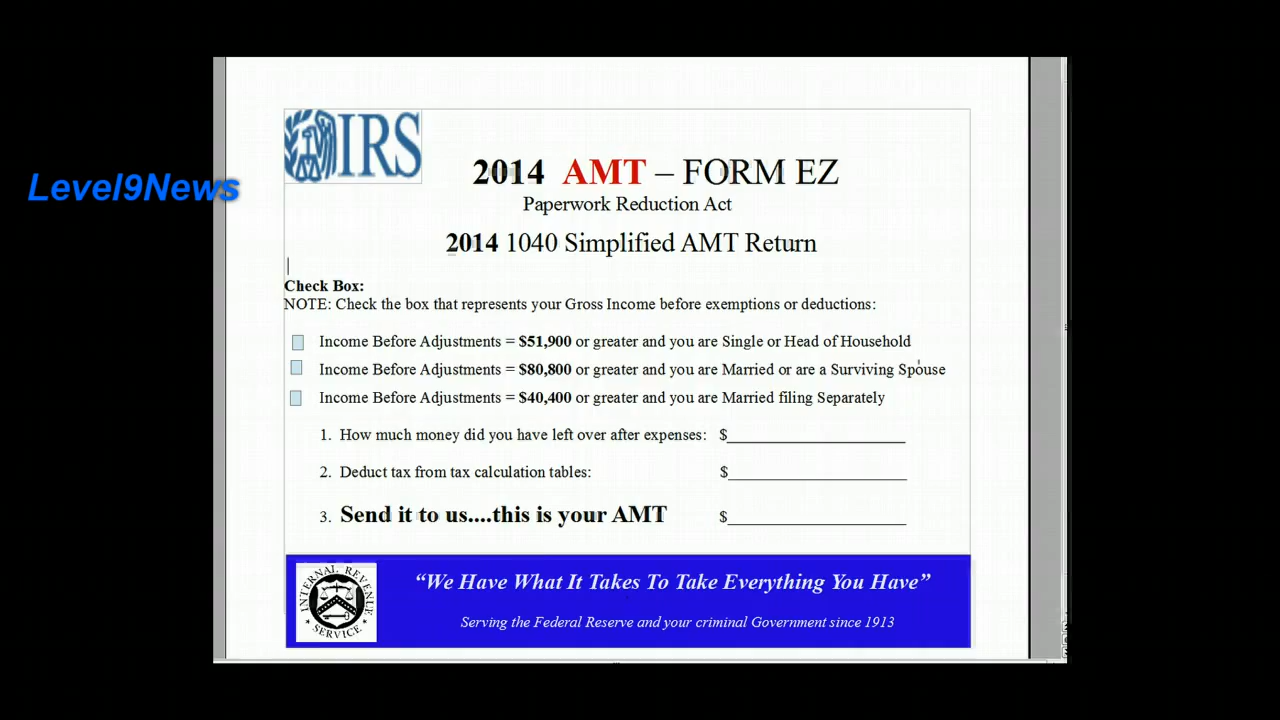 Level9News
IRS
2014 AMT – FORM EZ
Paperwork Reduction Act
2014 1040 Simplified AMT Return
Check Box:
NOTE: Check the box that represents your Gross Income before exemptions or deductions:
Income Before Adjustments = $51,900 or greater and you are Single or Head of Household
Income Before Adjustments = $80,800 or greater and you are Married or are a Surviving Spouse
Income Before Adjustments = $40,400 or greater and you are Married filing Separately
1. How much money did you have left over after expenses: $____________________
2. Deduct tax from tax calculation tables: $____________________
3. Send it to us....this is your AMT $____________________
INTERNAL REVENUE SERVICE
“We Have What It Takes To Take Everything You Have”
Serving the Federal Reserve and your criminal Government since 1913